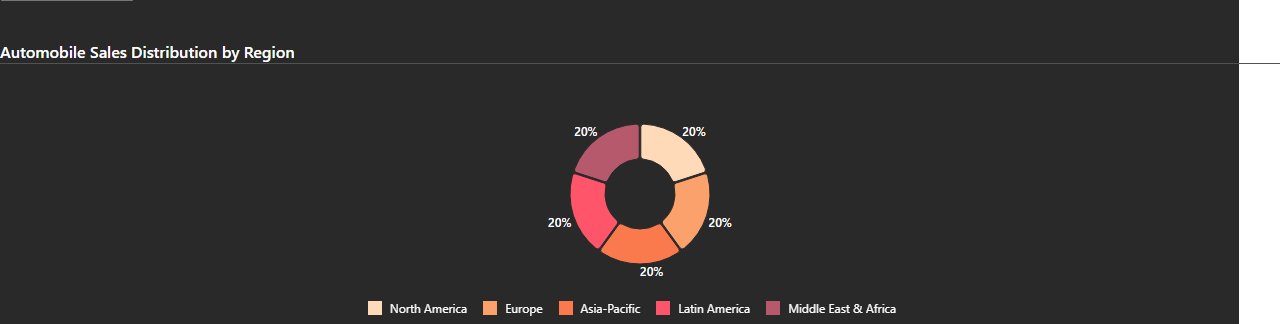 Automobile Sales Distribution by Region
20% 20%
20% 20%
20%
North America Europe Asia-Pacific Latin America Middle East & Africa